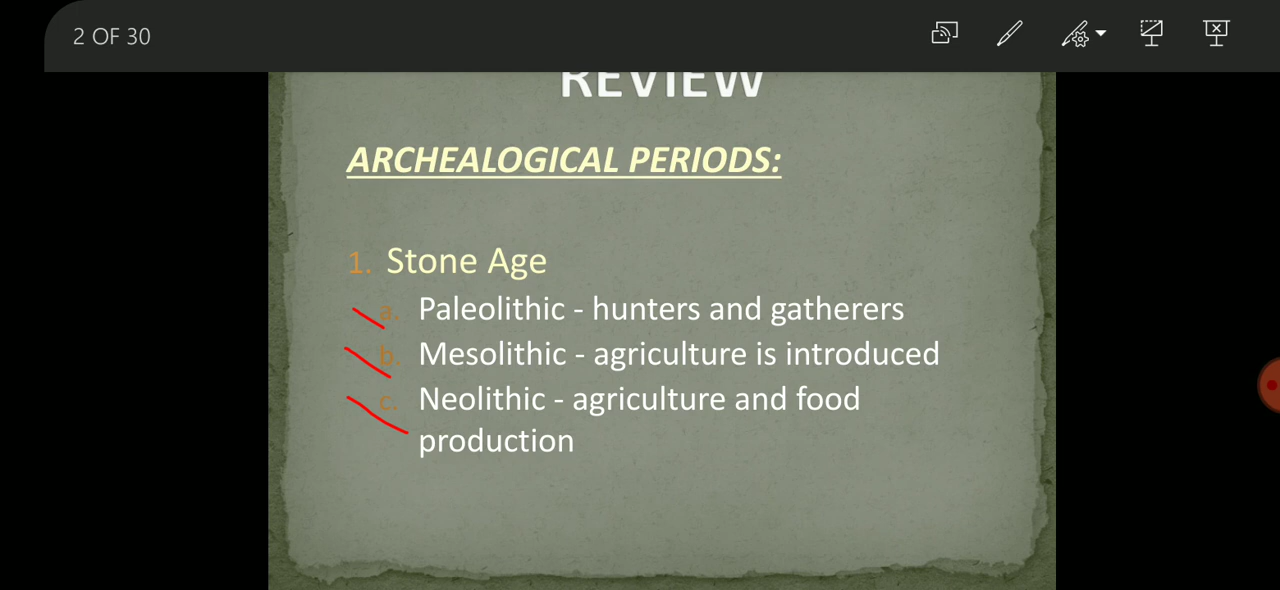 2 OF 30
REVIEW
ARCHEALOGICAL PERIODS:
1. Stone Age
a. Paleolithic - hunters and gatherers
b. Mesolithic - agriculture is introduced
c. Neolithic - agriculture and food
production